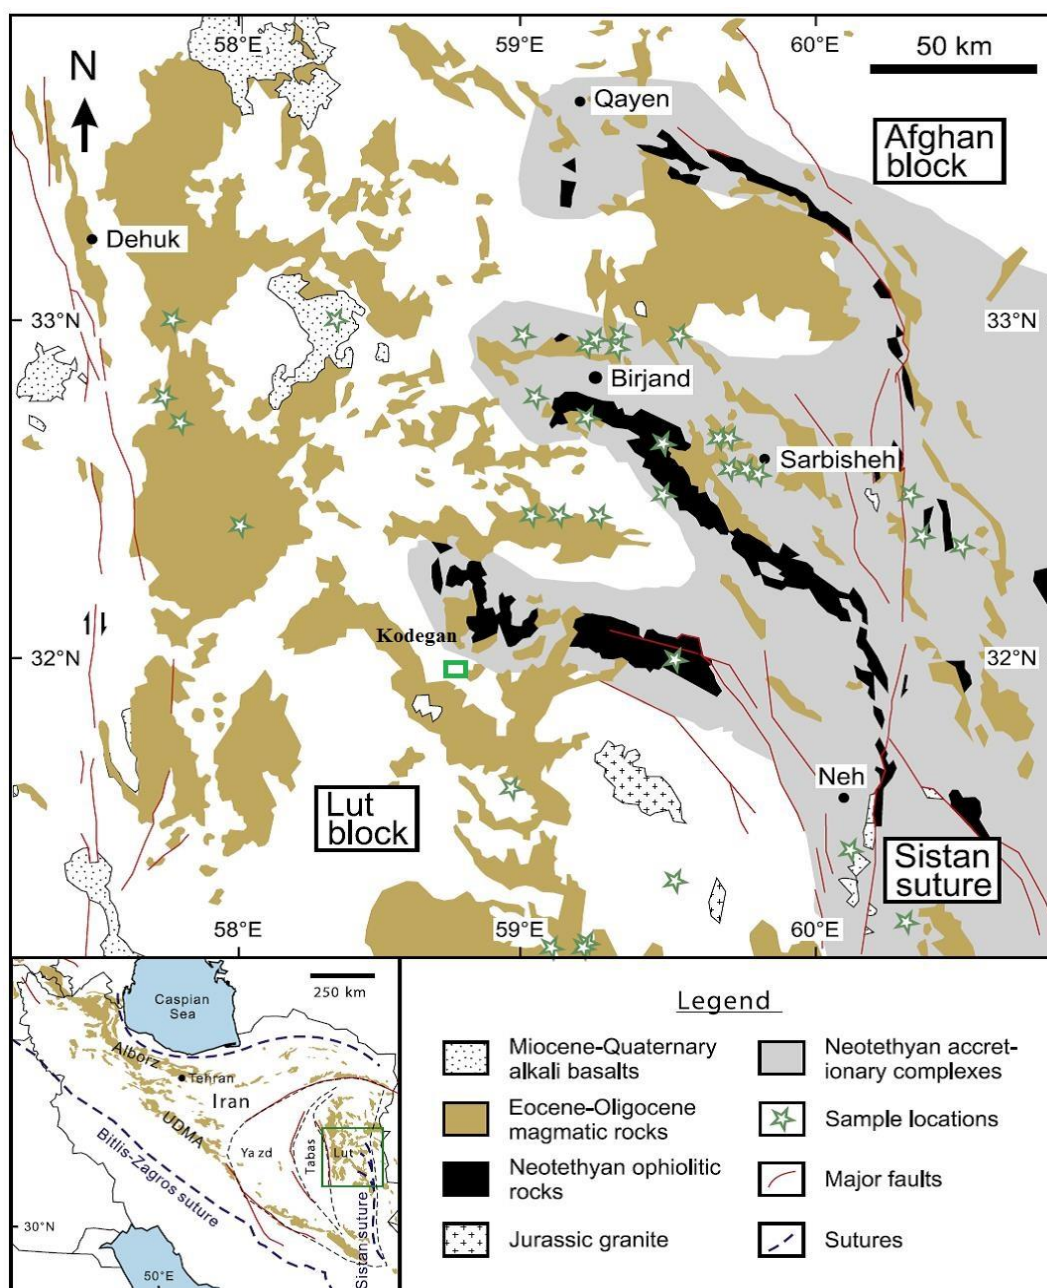 58°E
59°E
60°E
50 km
N
Qayen
Afghan
block
Dehuk
33°N
33°N
Birjand
Sarbisheh
Kodegan
32°N
32°N
Neh
Lut
block
Sistan
suture
58°E
59°E
60°E
250 km
Caspian
Sea
Alborz
Tehran
Iran
UDMA
Yazd
Tabas
Lut
Bitlis-Zagros suture
Sistan suture
30°N
50°E
Legend
Miocene-Quaternary
alkali basalts
Eocene-Oligocene
magmatic rocks
Neotethyan ophiolitic
rocks
Jurassic granite
Neotethyan accret-
ionary complexes
Sample locations
Major faults
Sutures